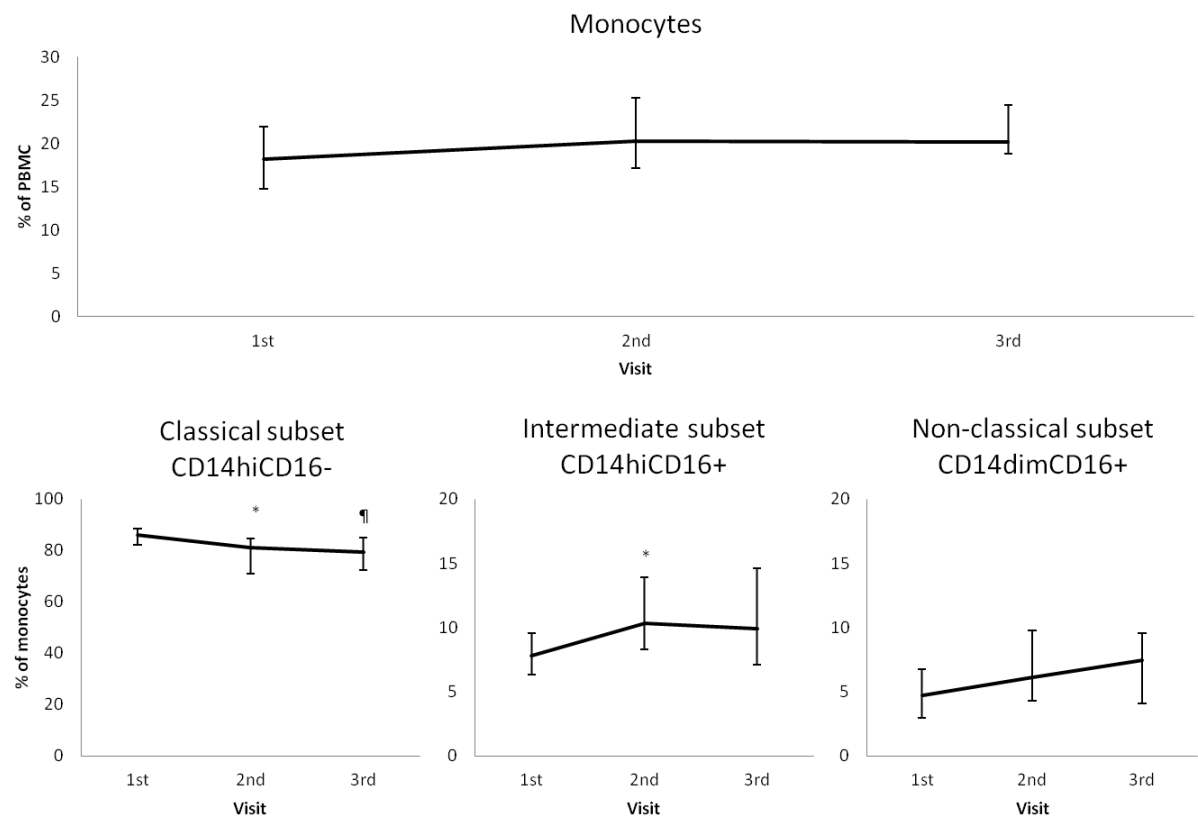 Monocytes
30
25
20
15
10
5
0
% of PBMC
1st 2nd 3rd
Visit
Classical subset
CD14hiCD16-
100
80
60
40
20
0
% of monocytes
*
¶
1st 2nd 3rd
Visit
Intermediate subset
CD14hiCD16+
20
15
10
5
0
*
1st 2nd 3rd
Visit
Non-classical subset
CD14dimCD16+
20
15
10
5
0
1st 2nd 3rd
Visit